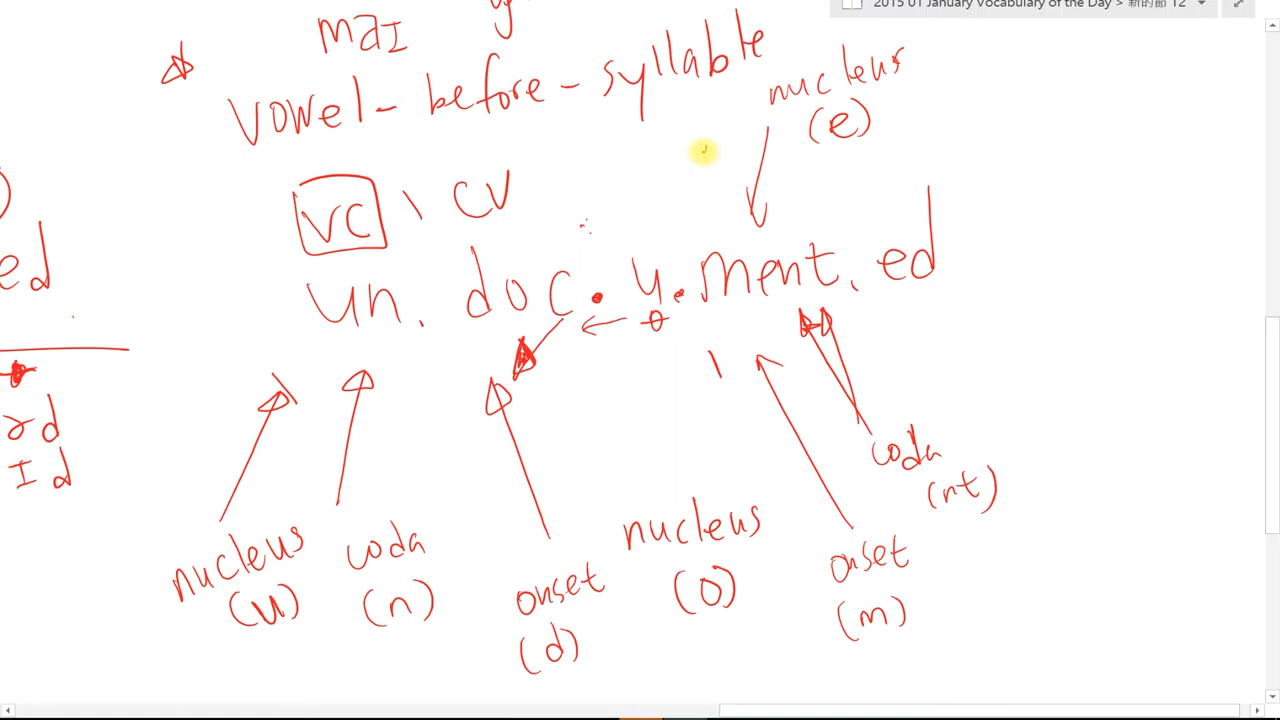 2015 01 January Vocabulary of the Day > 新的節 12
maI
vowel-before-syllable
nucleus
(e)
VC \ CV
ed
un. doc. u. ment. ed
ed
Id
coda
(nt)
nucleus
(u)
coda
(n)
onset
(d)
nucleus
(o)
onset
(m)